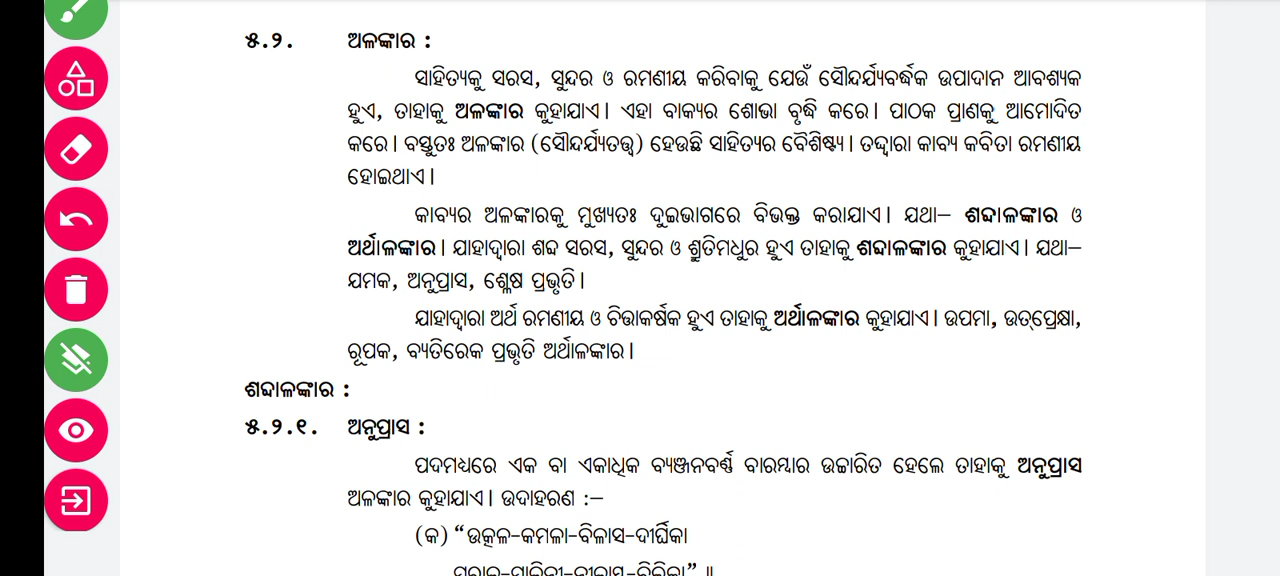 ୫.୨. ଅଳଙ୍କାର :
ସାହିତ୍ୟକୁ ସରସ, ସୁନ୍ଦର ଓ ରମଣୀୟ କରିବାକୁ ଯେଉଁ ସୌନ୍ଦର୍ଯ୍ୟବର୍ଦ୍ଧକ ଉପାଦାନ ଆବଶ୍ୟକ
ହୁଏ, ତାହାକୁ ଅଳଙ୍କାର କୁହାଯାଏ। ଏହା ବାକ୍ୟର ଶୋଭା ବୃଦ୍ଧି କରେ। ପାଠକ ପ୍ରାଣକୁ ଆମୋଦିତ
କରେ। ବସ୍ତୁତଃ ଅଳଙ୍କାର (ସୌନ୍ଦର୍ଯ୍ୟତତ୍ତ୍ୱ) ହେଉଛି ସାହିତ୍ୟର ବୈଶିଷ୍ଟ୍ୟ। ତଦ୍ଦ୍ୱାରା କାବ୍ୟ କବିତା ରମଣୀୟ
ହୋଇଥାଏ।
କାବ୍ୟର ଅଳଙ୍କାରକୁ ମୁଖ୍ୟତଃ ଦୁଇଭାଗରେ ବିଭକ୍ତ କରାଯାଏ। ଯଥା– ଶବ୍ଦାଳଙ୍କାର ଓ
ଅର୍ଥାଳଙ୍କାର। ଯାହାଦ୍ୱାରା ଶବ୍ଦ ସରସ, ସୁନ୍ଦର ଓ ଶ୍ରୁତିମଧୁର ହୁଏ ତାହାକୁ ଶବ୍ଦାଳଙ୍କାର କୁହାଯାଏ। ଯଥା–
ଯମକ, ଅନୁପ୍ରାସ, ଶ୍ଳେଷ ପ୍ରଭୃତି।
ଯାହାଦ୍ୱାରା ଅର୍ଥ ରମଣୀୟ ଓ ଚିତ୍ତାକର୍ଷକ ହୁଏ ତାହାକୁ ଅର୍ଥାଳଙ୍କାର କୁହାଯାଏ। ଉପମା, ଉତ୍‌ପ୍ରେକ୍ଷା,
ରୂପକ, ବ୍ୟତିରେକ ପ୍ରଭୃତି ଅର୍ଥାଳଙ୍କାର।
ଶବ୍ଦାଳଙ୍କାର :
୫.୨.୧. ଅନୁପ୍ରାସ :
ପଦମଧ୍ୟରେ ଏକ ବା ଏକାଧିକ ବ୍ୟଞ୍ଜନବର୍ଣ୍ଣ ବାରମ୍ବାର ଉଚ୍ଚାରିତ ହେଲେ ତାହାକୁ ଅନୁପ୍ରାସ
ଅଳଙ୍କାର କୁହାଯାଏ। ଉଦାହରଣ :–
(କ) “ଉତ୍କଳ-କମଳା-ବିଳାସ-ଦୀର୍ଘିକା